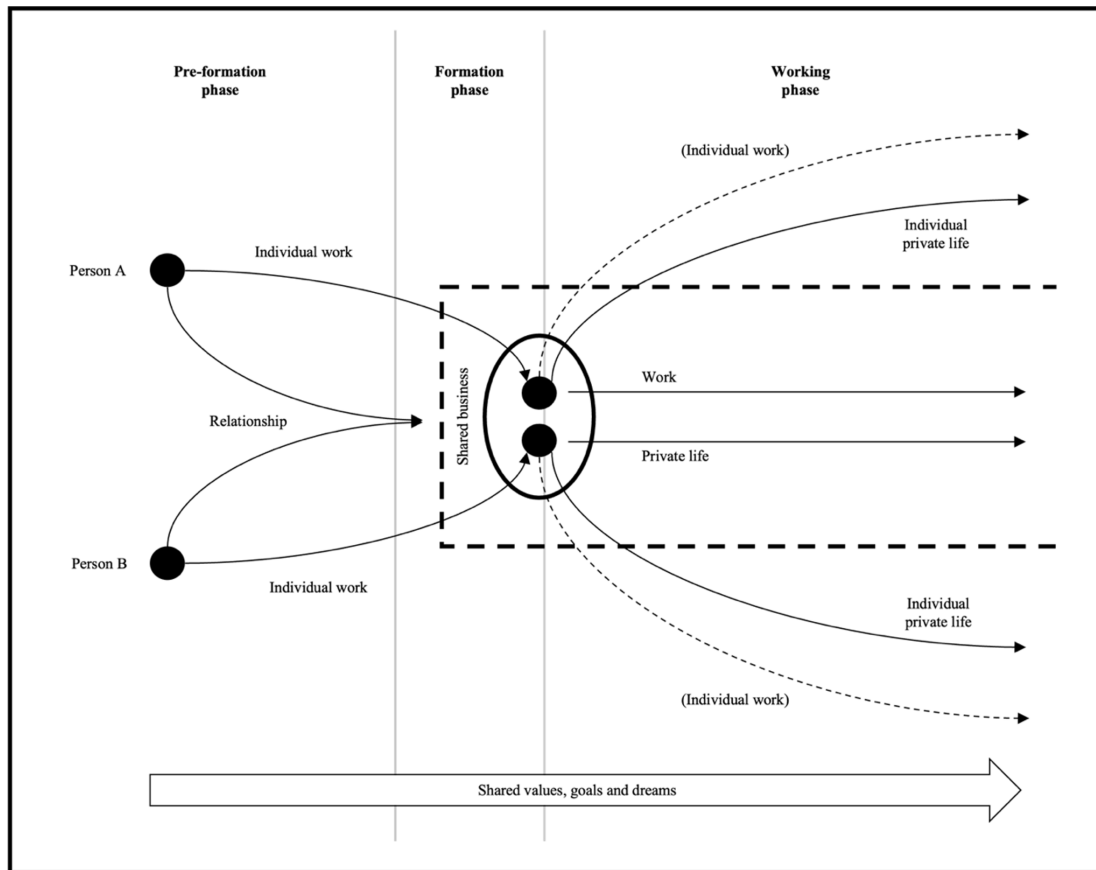 Pre-formation
phase
Formation
phase
Working
phase
(Individual work)
Individual
private life
Individual work
Person A
Shared business
Work
Relationship
Private life
Person B
Individual work
Individual
private life
(Individual work)
Shared values, goals and dreams